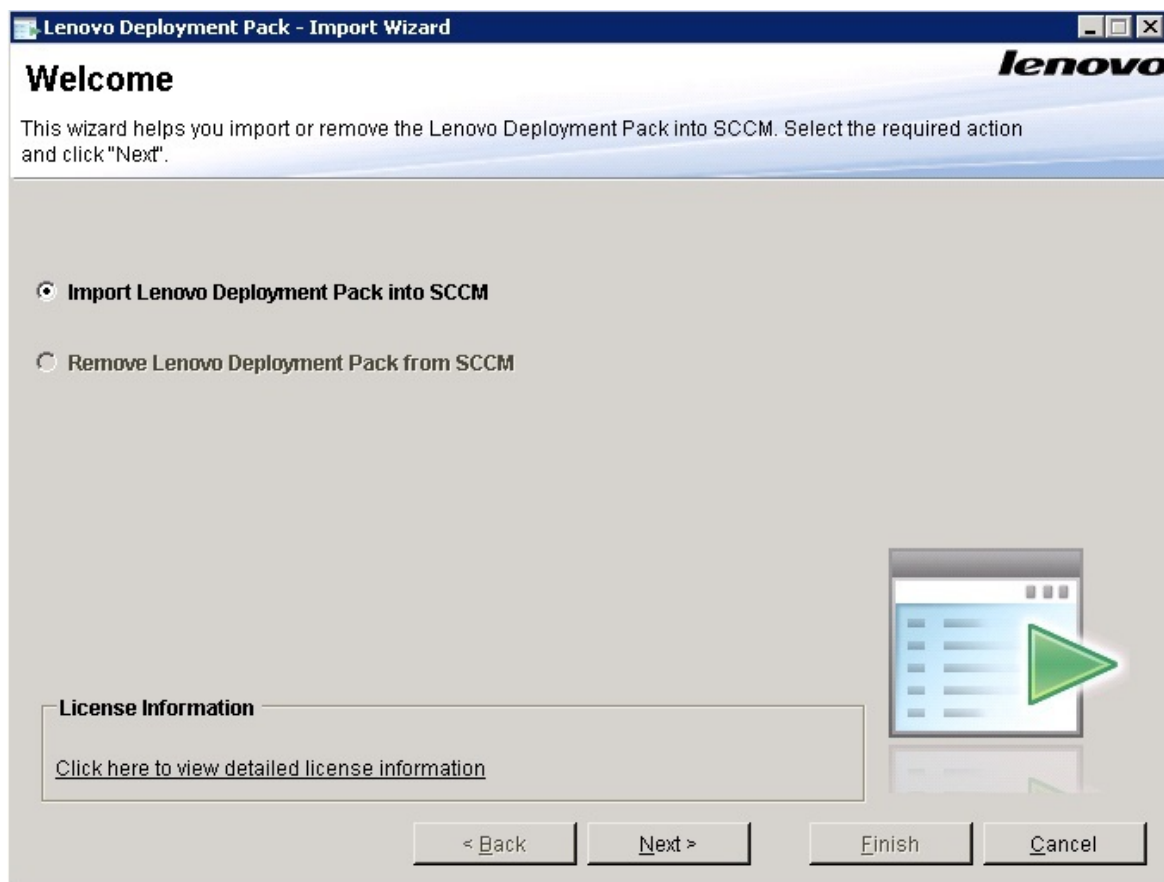 Lenovo Deployment Pack - Import Wizard
lenovo
Welcome
This wizard helps you import or remove the Lenovo Deployment Pack into SCCM. Select the required action
and click "Next".
Import Lenovo Deployment Pack into SCCM
Remove Lenovo Deployment Pack from SCCM
License Information
Click here to view detailed license information
< Back Next > Finish Cancel